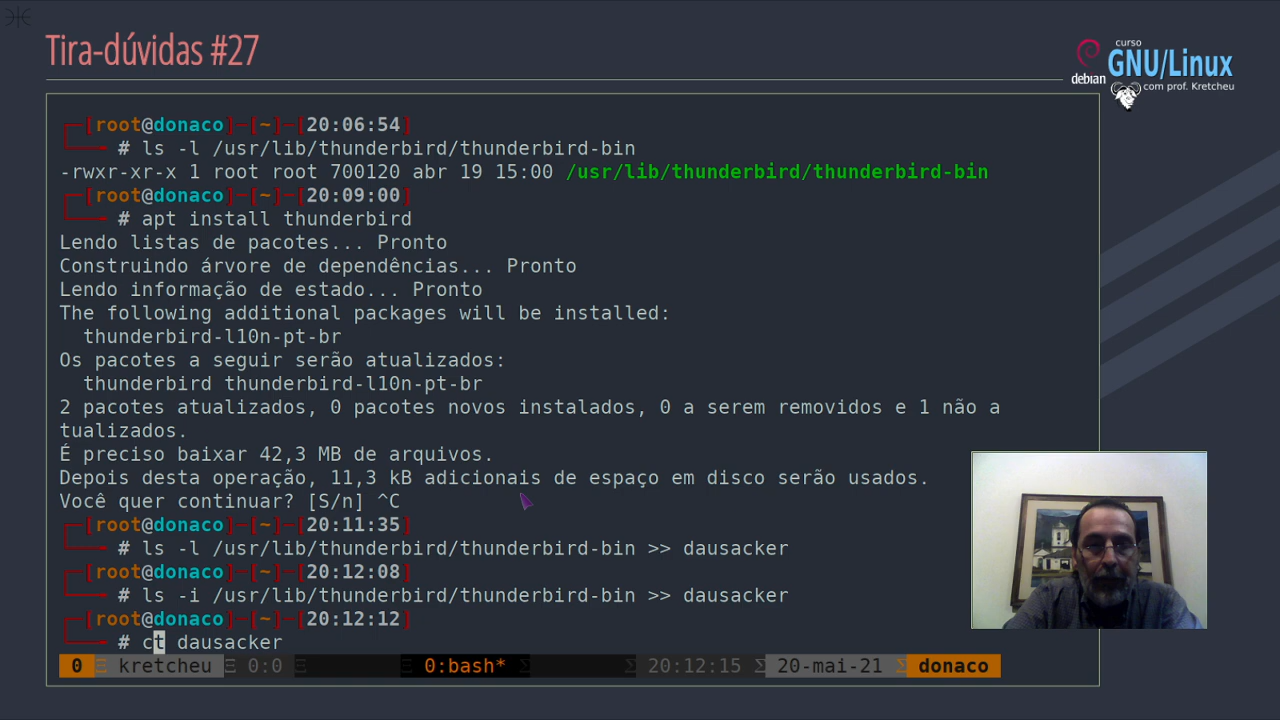 Tira-dúvidas #27
curso
GNU/Linux
debian
com prof. Kretcheu
[root@donaco]-[~]-[20:06:54]
# ls -l /usr/lib/thunderbird/thunderbird-bin
-rwxr-xr-x 1 root root 700120 abr 19 15:00 /usr/lib/thunderbird/thunderbird-bin
[root@donaco]-[~]-[20:09:00]
# apt install thunderbird
Lendo listas de pacotes... Pronto
Construindo árvore de dependências... Pronto
Lendo informação de estado... Pronto
The following additional packages will be installed:
thunderbird-l10n-pt-br
Os pacotes a seguir serão atualizados:
thunderbird thunderbird-l10n-pt-br
2 pacotes atualizados, 0 pacotes novos instalados, 0 a serem removidos e 1 não a
tualizados.
É preciso baixar 42,3 MB de arquivos.
Depois desta operação, 11,3 kB adicionais de espaço em disco serão usados.
Você quer continuar? [S/n] ^C
[root@donaco]-[~]-[20:11:35]
# ls -l /usr/lib/thunderbird/thunderbird-bin >> dausacker
[root@donaco]-[~]-[20:12:08]
# ls -i /usr/lib/thunderbird/thunderbird-bin >> dausacker
[root@donaco]-[~]-[20:12:12]
# ct dausacker
0 Ξ kretcheu Ξ 0:0 Ξ 0:bash* Σ Σ 20:12:15 Σ 20-mai-21 Σ donaco